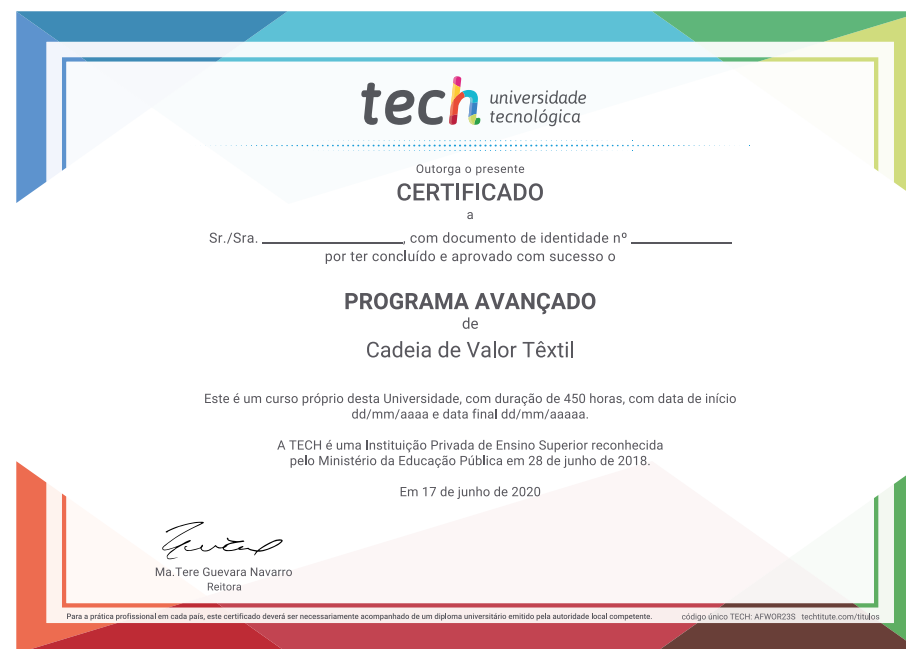 tech universidade
tecnológica
Outorga o presente
CERTIFICADO
a
Sr./Sra. , com documento de identidade nº
por ter concluído e aprovado com sucesso o
PROGRAMA AVANÇADO
de
Cadeia de Valor Têxtil
Este é um curso próprio desta Universidade, com duração de 450 horas, com data de início
dd/mm/aaaa e data final dd/mm/aaaaa.
A TECH é uma Instituição Privada de Ensino Superior reconhecida
pelo Ministério da Educação Pública em 28 de junho de 2018.
Em 17 de junho de 2020
Ma.Tere Guevara Navarro
Reitora
Para a prática profissional em cada país, este certificado deverá ser necessariamente acompanhado de um diploma universitário emitido pela autoridade local competente. código único TECH: AFWOR23S techtitute.com/titulos